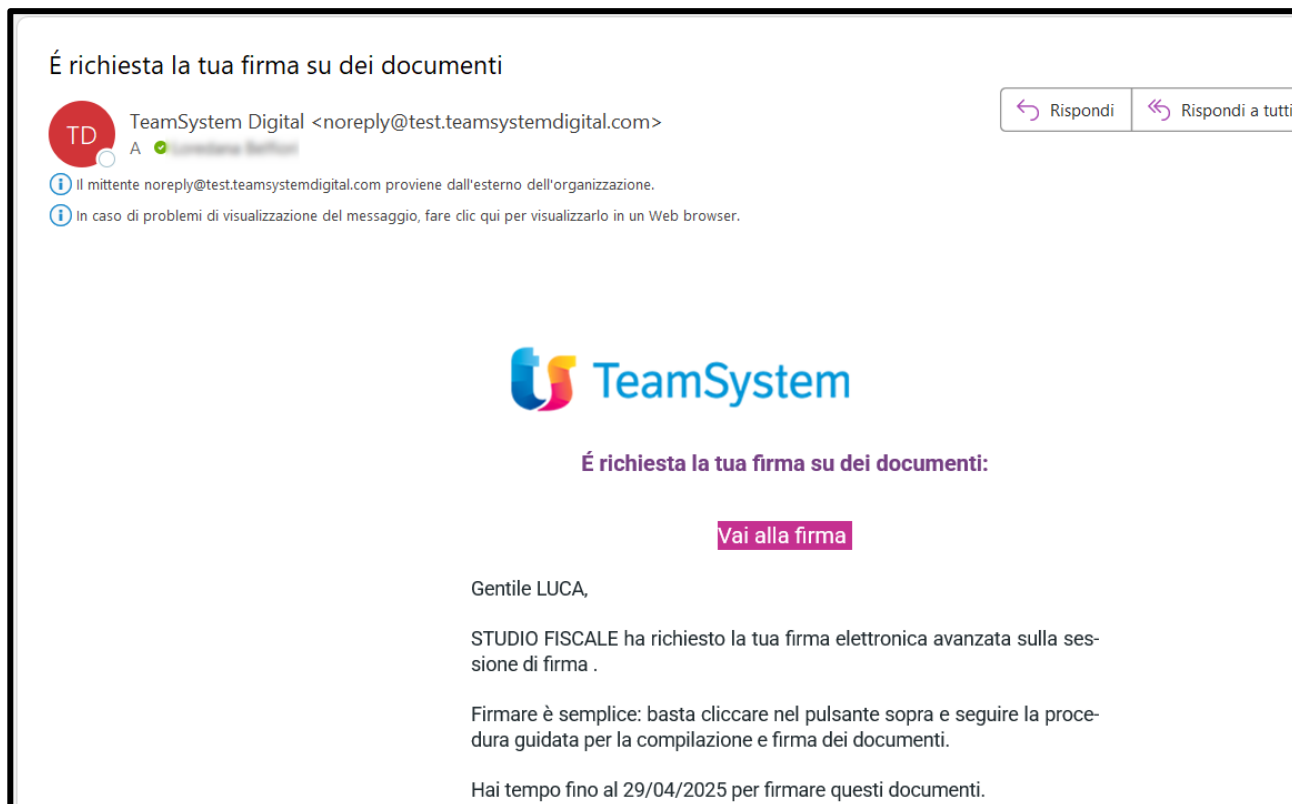 É richiesta la tua firma su dei documenti
TD
TeamSystem Digital <noreply@test.teamsystemdigital.com>
A
Rispondi
Rispondi a tutti
Il mittente noreply@test.teamsystemdigital.com proviene dall'esterno dell'organizzazione.
In caso di problemi di visualizzazione del messaggio, fare clic qui per visualizzarlo in un Web browser.
ts TeamSystem
É richiesta la tua firma su dei documenti:
Vai alla firma
Gentile LUCA,
STUDIO FISCALE ha richiesto la tua firma elettronica avanzata sulla ses-
sione di firma .
Firmare è semplice: basta cliccare nel pulsante sopra e seguire la proce-
dura guidata per la compilazione e firma dei documenti.
Hai tempo fino al 29/04/2025 per firmare questi documenti.